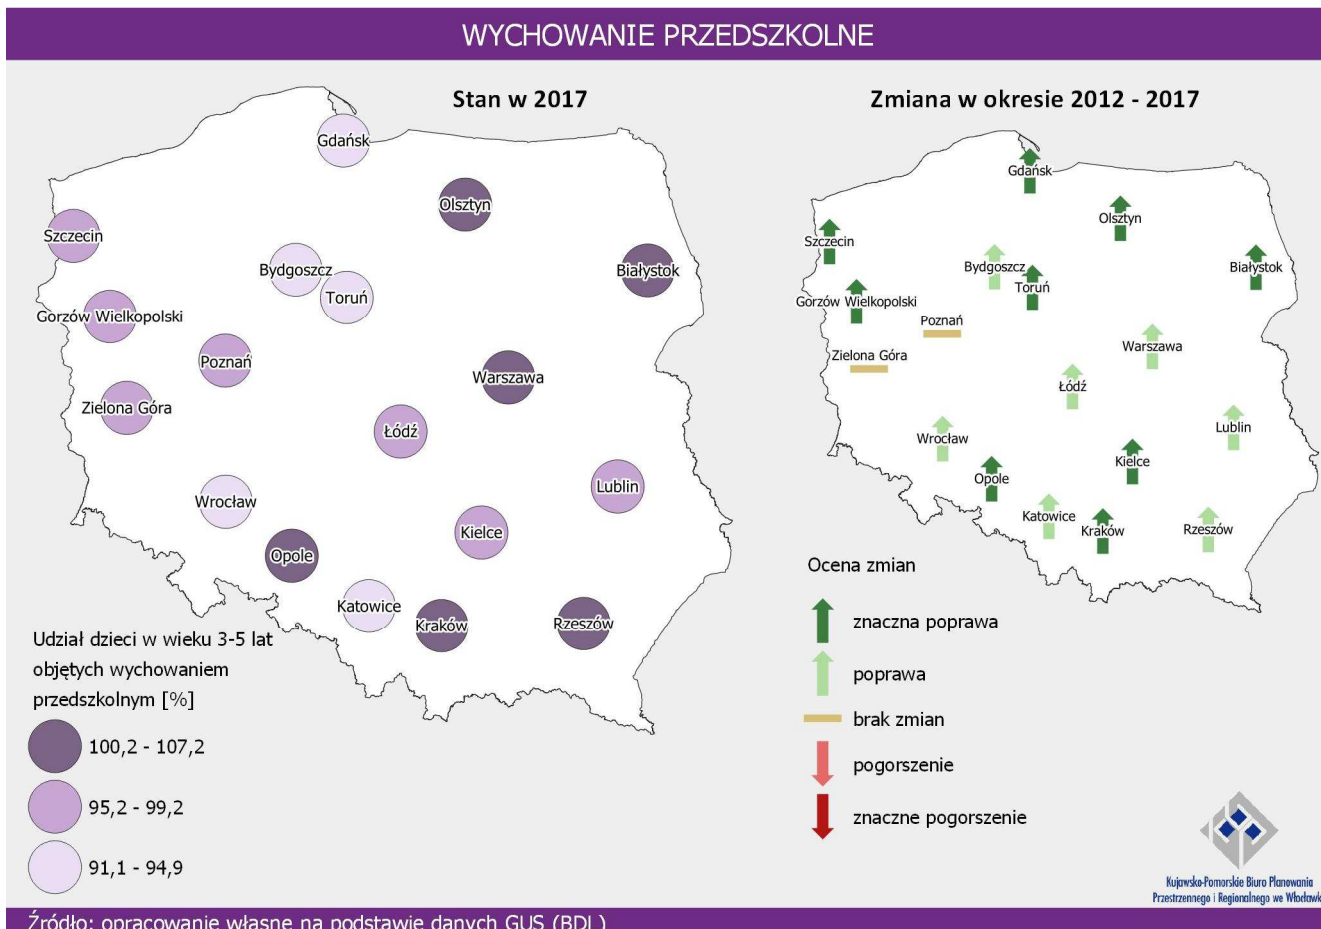 WYCHOWANIE PRZEDSZKOLNE
Stan w 2017
Gdańsk
Olsztyn
Szczecin
Bydgoszcz
Białystok
Toruń
Gorzów Wielkopolski
Poznań
Warszawa
Zielona Góra
Łódź
Lublin
Wrocław
Kielce
Opole
Katowice
Kraków
Rzeszów
Udział dzieci w wieku 3-5 lat
objętych wychowaniem
przedszkolnym [%]
100,2 - 107,2
95,2 - 99,2
91,1 - 94,9
Zmiana w okresie 2012 - 2017
Gdańsk
Olsztyn
Szczecin
Bydgoszcz
Białystok
Toruń
Gorzów Wielkopolski
Poznań
Warszawa
Zielona Góra
Łódź
Lublin
Wrocław
Kielce
Opole
Katowice
Kraków
Rzeszów
Ocena zmian
znaczna poprawa
poprawa
brak zmian
pogorszenie
znaczne pogorszenie
Kujawsko-Pomorskie Biuro Planowania
Przestrzennego i Regionalnego we Włocławk
Źródło: opracowanie własne na podstawie danych GUS (BDL)